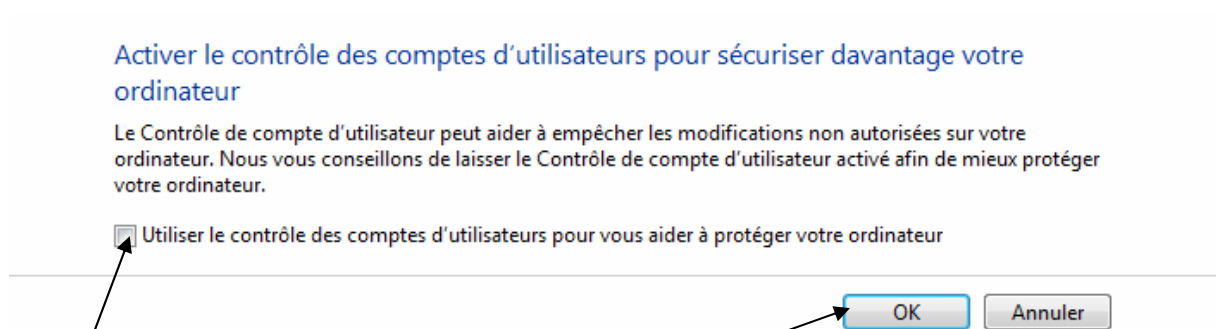 Activer le contrôle des comptes d'utilisateurs pour sécuriser davantage votre
ordinateur
Le Contrôle de compte d'utilisateur peut aider à empêcher les modifications non autorisées sur votre
ordinateur. Nous vous conseillons de laisser le Contrôle de compte d'utilisateur activé afin de mieux protéger
votre ordinateur.
Utiliser le contrôle des comptes d'utilisateurs pour vous aider à protéger votre ordinateur
OK Annuler